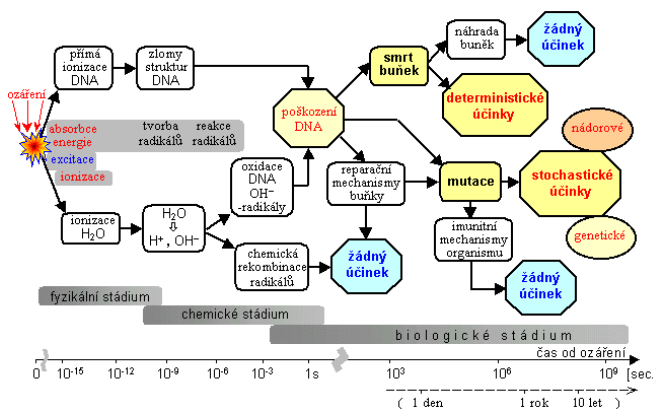 ozáření
přímá
ionizace
DNA
zlomy
struktur
DNA
absorbce
energie
excitace
ionizace
tvorba
radikálů
reakce
radikálů
ionizace
H₂O
H₂O
⇩
H⁺, OH⁻
oxidace
DNA
OH⁻
-radikály
chemická
rekombinace
radikálů
poškození
DNA
smrt
buňek
náhrada
buněk
žádný
účinek
deterministické
účinky
reparační
mechanismy
buňky
žádný
účinek
mutace
imunitní
mechanismy
organismu
žádný
účinek
nádorové
stochastické
účinky
genetické
fyzikální stádium
chemické stádium
biologické stádium
čas od ozáření
0 10⁻¹⁵ 10⁻¹² 10⁻⁹ 10⁻⁶ 10⁻³ 1s 10³ 10⁶ 10⁹ [sec.]
( 1 den 1 rok 10 let )